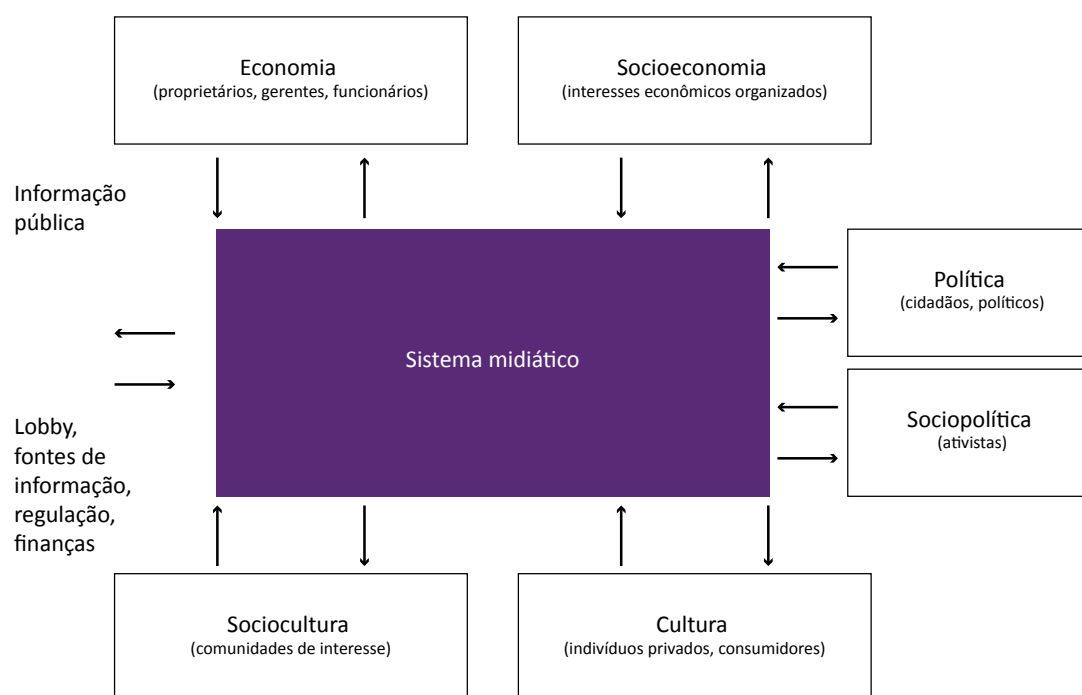 Economia
(proprietários, gerentes, funcionários)
Socioeconomia
(interesses econômicos organizados)
Informação
pública
Política
(cidadãos, políticos)
Sistema midiático
Sociopolítica
(ativistas)
Lobby,
fontes de
informação,
regulação,
finanças
Sociocultura
(comunidades de interesse)
Cultura
(indivíduos privados, consumidores)